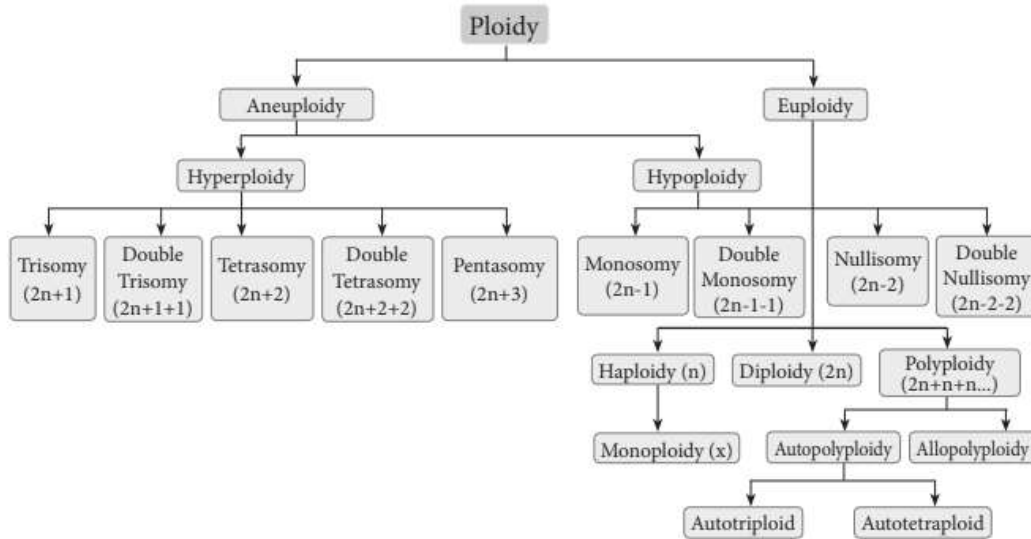 Ploidy
Aneuploidy
Euploidy
Hyperploidy
Hypoploidy
Trisomy
(2n+1)
Double
Trisomy
(2n+1+1)
Tetrasomy
(2n+2)
Double
Tetrasomy
(2n+2+2)
Pentasomy
(2n+3)
Monosomy
(2n-1)
Double
Monosomy
(2n-1-1)
Nullisomy
(2n-2)
Double
Nullisomy
(2n-2-2)
Haploidy (n)
Diploidy (2n)
Polyploidy
(2n+n+n...)
Monoploidy (x)
Autopolyploidy
Allopolyploidy
Autotriploid
Autotetraploid